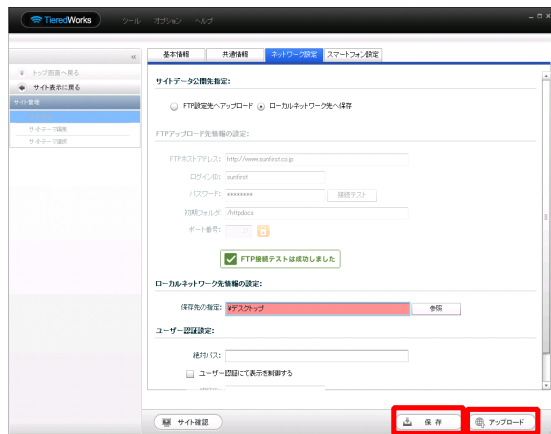 TieredWorks ツール オプション ヘルプ
«
基本情報 共通情報 ネットワーク設定 スマートフォン設定
トップ画面へ戻る
サイト表示に戻る
サイト管理
サイトデータ公開先指定:
FTP設定先へアップロード ローカルネットワーク先へ保存
FTPアップロード先情報の設定:
FTPホストアドレス: http://www.sunfirst.co.jp
ログインID: sunfirst
パスワード: ******** 接続テスト
初期フォルダ: /httpdocs
ポート番号: 21
FTP接続テストは成功しました
ローカルネットワーク先情報の設定:
保存先の指定: ¥デスクトップ 参照
ユーザー認証設定:
絶対パス:
ユーザー認証にて表示を制御する
サイト確認 保存 アップロード